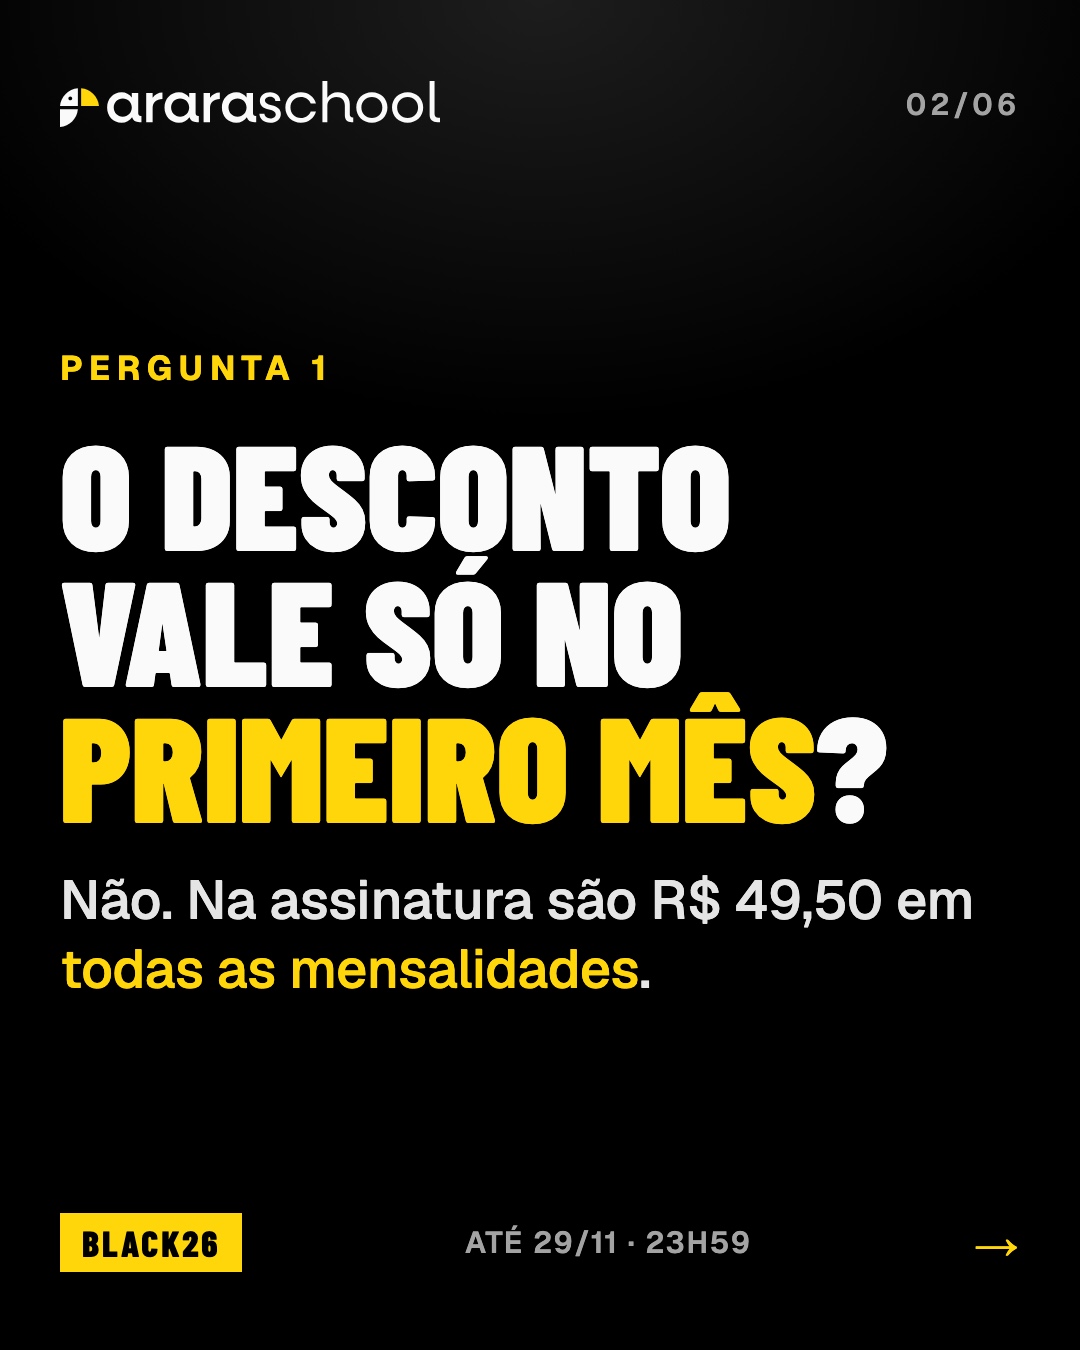 araraschool
02/06
PERGUNTA 1
O DESCONTO
VALE SÓ NO
PRIMEIRO MÊS?
Não. Na assinatura são R$ 49,50 em
todas as mensalidades.
BLACK26
ATÉ 29/11 · 23H59
→